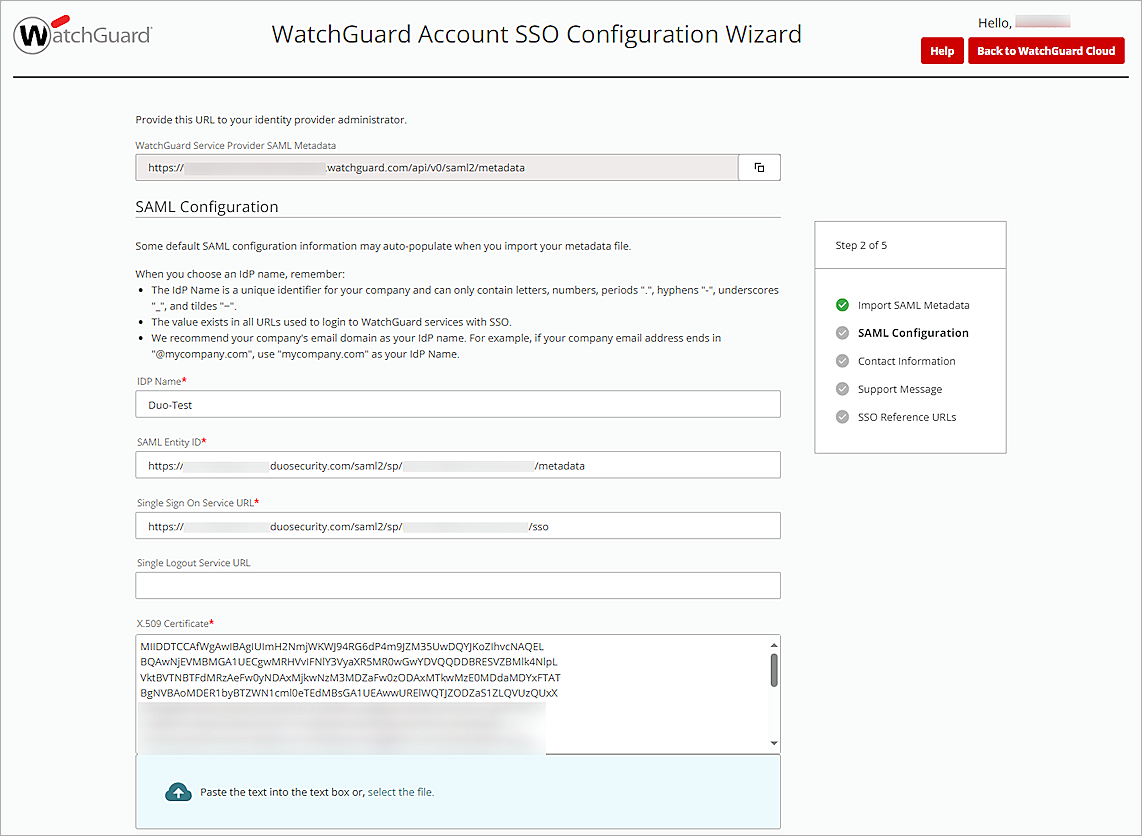 WatchGuard
WatchGuard Account SSO Configuration Wizard
Hello,
Help
Back to WatchGuard Cloud
Provide this URL to your identity provider administrator.
WatchGuard Service Provider SAML Metadata
https://
.watchguard.com/api/v0/saml2/metadata
SAML Configuration
Some default SAML configuration information may auto-populate when you import your metadata file.
When you choose an IdP name, remember:
• The IdP Name is a unique identifier for your company and can only contain letters, numbers, periods ".", hyphens "-", underscores
"_", and tildes "~".
• The value exists in all URLs used to login to WatchGuard services with SSO.
• We recommend your company's email domain as your IdP name. For example, if your company email address ends in
"@mycompany.com", use "mycompany.com" as your IdP Name.
IDP Name*
Duo-Test
SAML Entity ID*
https://
duosecurity.com/saml2/sp/
/metadata
Single Sign On Service URL*
https://
duosecurity.com/saml2/sp/
/sso
Single Logout Service URL
X.509 Certificate*
MIIDDTCCAfWgAwIBAgIUImH2NmjWKWJ94RG6dP4m9JZM35UwDQYJKoZIhvcNAQEL
BQAwNjEVMBMGA1UECgwMRHVvIFNlY3VyaXR5MR0wGwYDVQQDDBRESVZBMlk4NlpL
VktBVTNBTFdMRzAeFw0yNDAxMjkwNzM3MDZaFw0zODAxMTkwMzE0MDdaMDYxFTAT
BgNVBAoMDER1byBTZWN1cml0eTEdMBsGA1UEAwwURElWQTJZODZaS1ZLQVUzQUxX
Paste the text into the text box or, select the file.
Step 2 of 5
Import SAML Metadata
SAML Configuration
Contact Information
Support Message
SSO Reference URLs